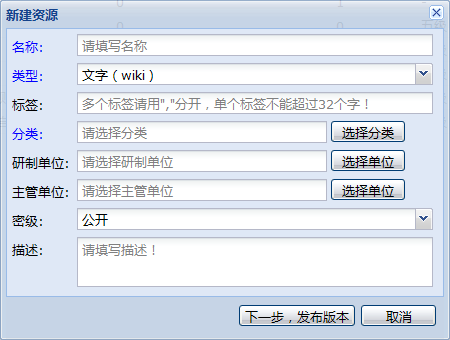 新建资源
名称: 请填写名称
类型: 文字（wiki）
标签: 多个标签请用","分开，单个标签不能超过32个字！
分类: 请选择分类 选择分类
研制单位: 请选择研制单位 选择单位
主管单位: 请选择主管单位 选择单位
密级: 公开
描述: 请填写描述！
下一步，发布版本 取消